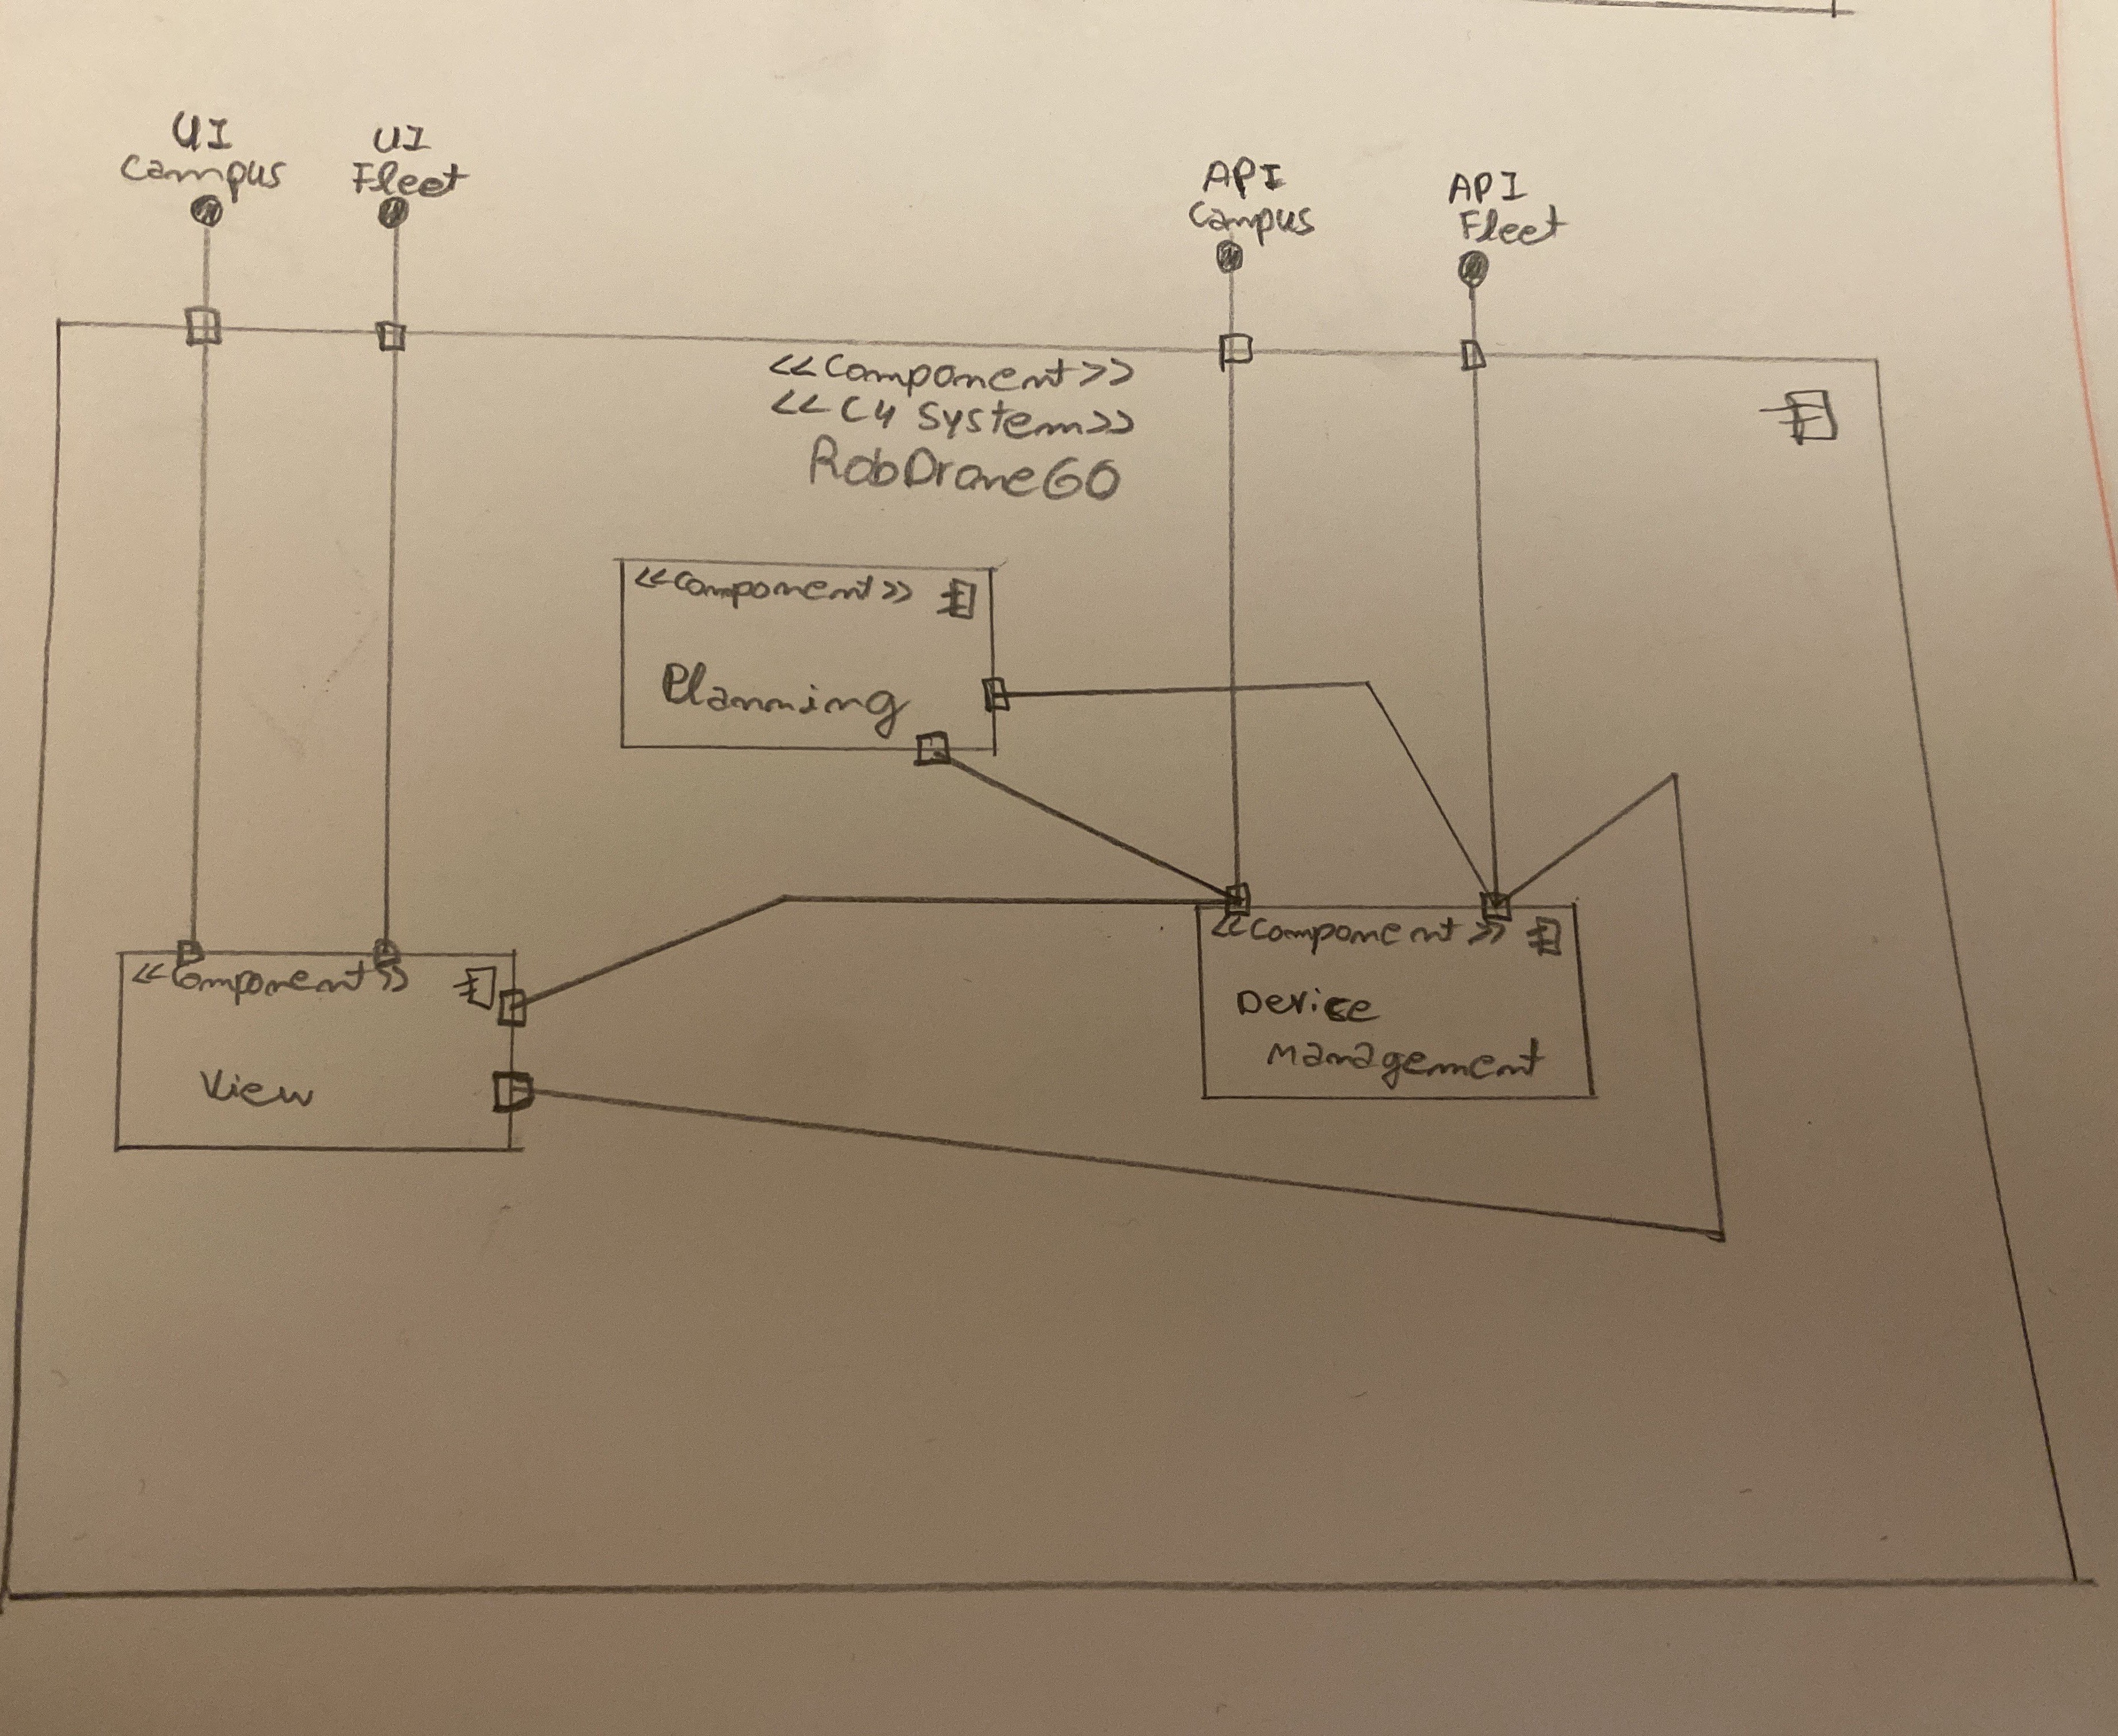 UI
Campus
UI
Fleet
API
Campus
API
Fleet
<<Component>>
<<C4 System>>
RobDroneGO
<<Component>>
Planning
<<Component>>
View
<<Component>>
Device
Management